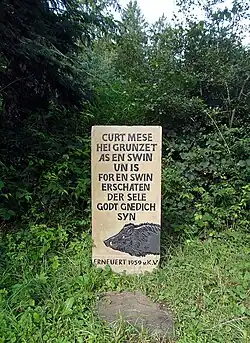 CURT MESE
HEI GRUNZET
AS EN SWIN
UN IS
FOR EN SWIN
ERSCHATEN
DER SELE
GODT GNEDICH
SYN
ERNEUERT 1959 u.K.V.